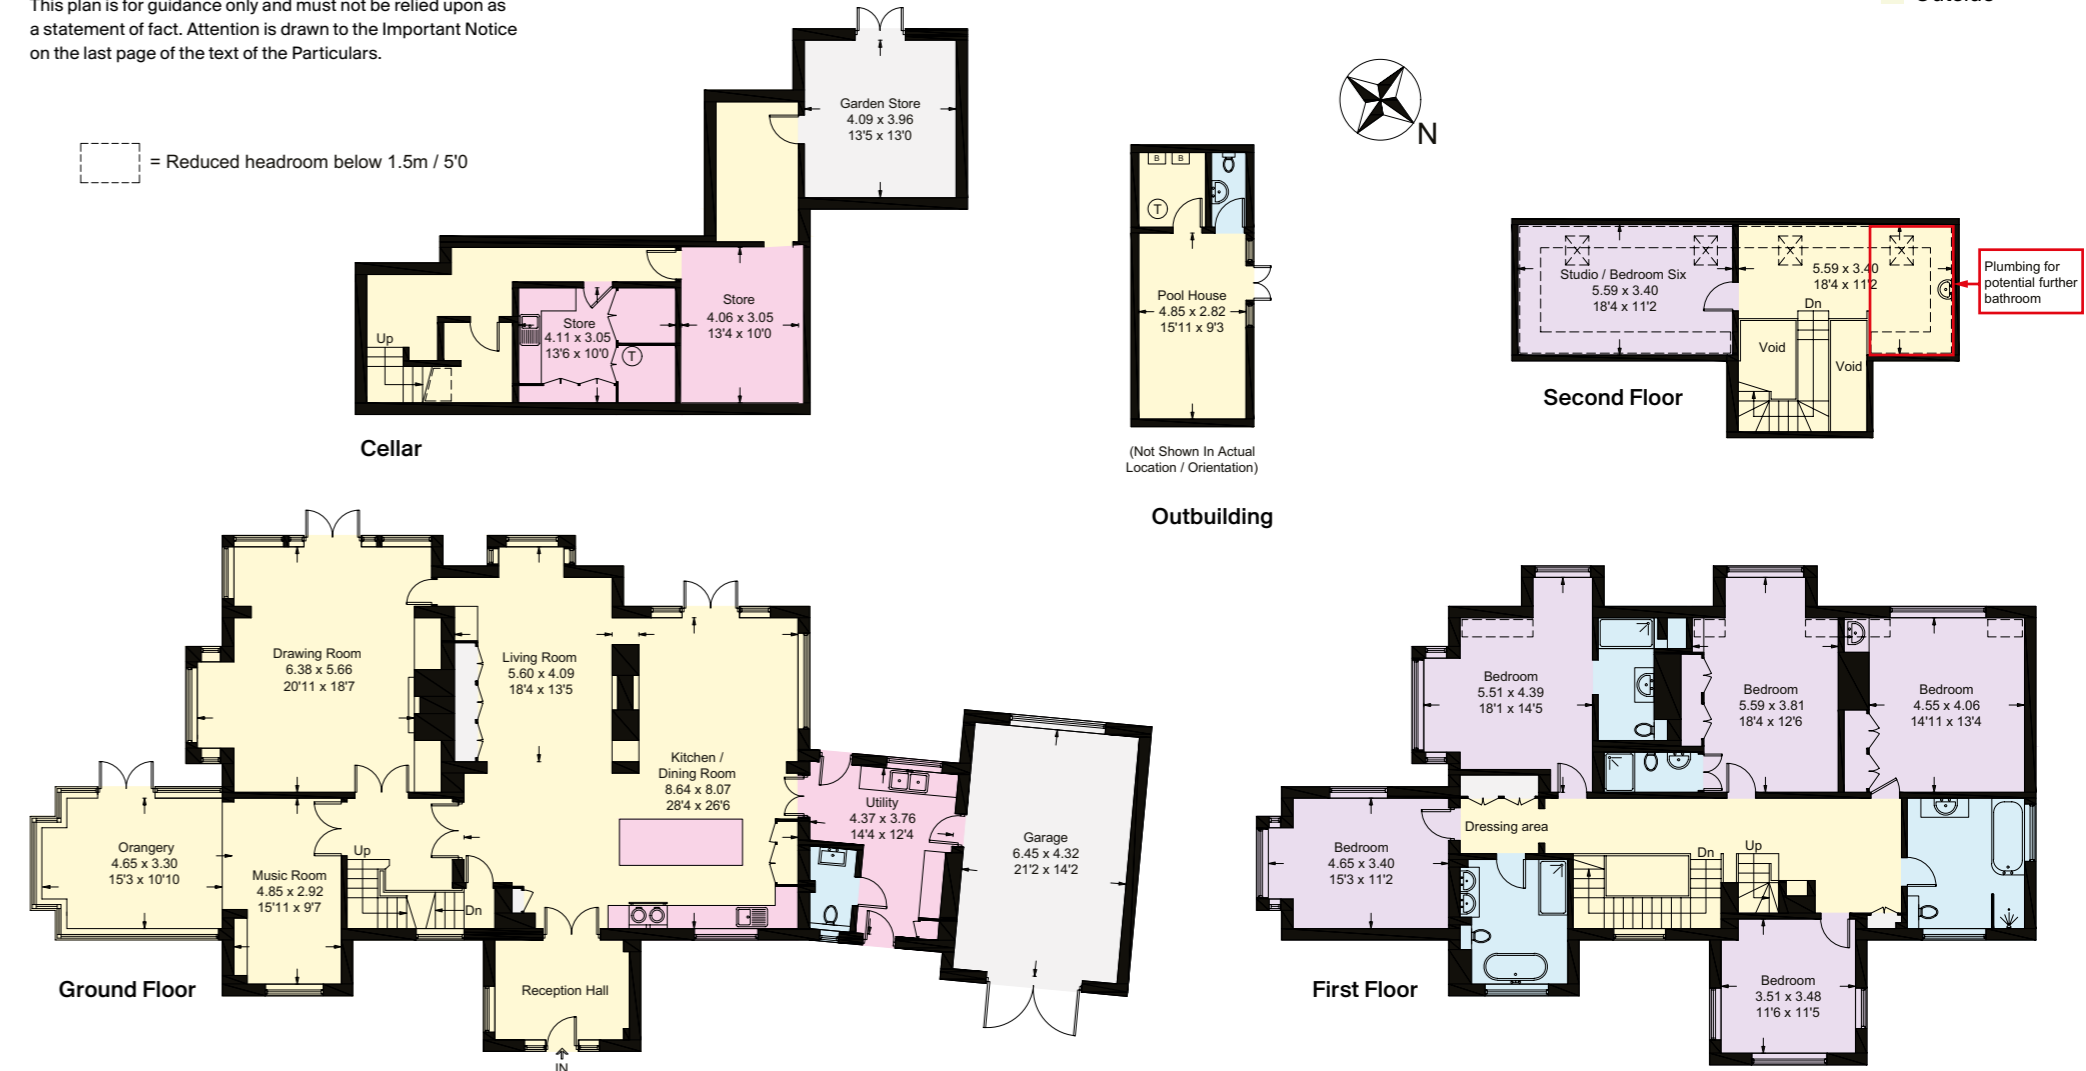 This plan is for guidance only and must not be relied upon as
a statement of fact. Attention is drawn to the Important Notice
on the last page of the text of the Particulars.
= Reduced headroom below 1.5m / 5'0
Garden Store
4.09 x 3.96
13'5 x 13'0
Store
4.06 x 3.05
13'4 x 10'0
Store
4.11 x 3.05
13'6 x 10'0
T
Up
Cellar
B B
T
Pool House
4.85 x 2.82
15'11 x 9'3
(Not Shown In Actual
Location / Orientation)
Outbuilding
N
Studio / Bedroom Six
5.59 x 3.40
18'4 x 11'2
5.59 x 3.40
18'4 x 11'2
Dn
Void
Void
Plumbing for
potential further
bathroom
Second Floor
Drawing Room
6.38 x 5.66
20'11 x 18'7
Living Room
5.60 x 4.09
18'4 x 13'5
Kitchen /
Dining Room
8.64 x 8.07
28'4 x 26'6
Utility
4.37 x 3.76
14'4 x 12'4
Garage
6.45 x 4.32
21'2 x 14'2
Orangery
4.65 x 3.30
15'3 x 10'10
Music Room
4.85 x 2.92
15'11 x 9'7
Up
Dn
Reception Hall
IN
Ground Floor
Bedroom
5.51 x 4.39
18'1 x 14'5
Bedroom
5.59 x 3.81
18'4 x 12'6
Bedroom
4.55 x 4.06
14'11 x 13'4
Dressing area
Bedroom
4.65 x 3.40
15'3 x 11'2
Dn
Up
Bedroom
3.51 x 3.48
11'6 x 11'5
First Floor